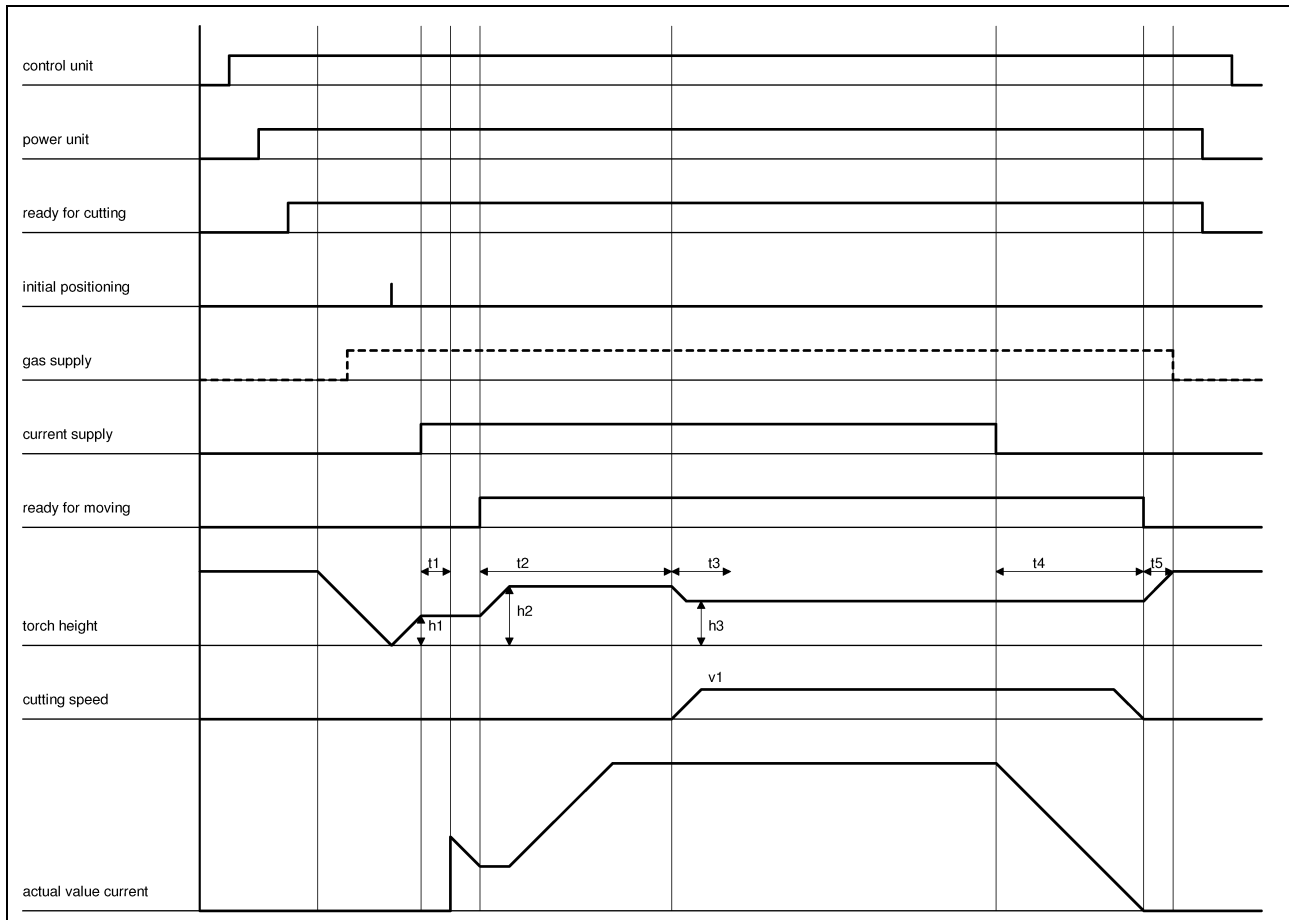 control unit
power unit
ready for cutting
initial positioning
gas supply
current supply
ready for moving
t1 t2 t3 t4 t5
h1 h2 h3
torch height
v1
cutting speed
actual value current